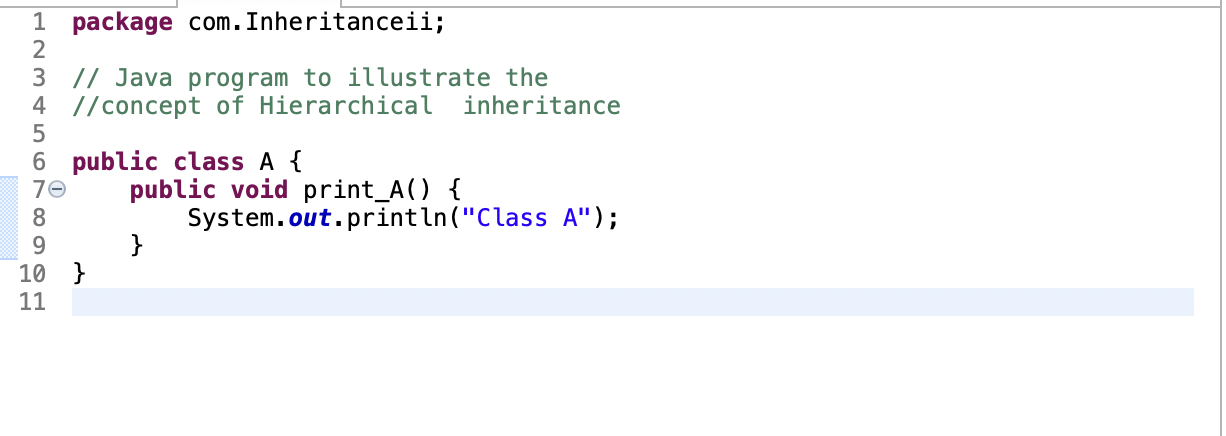 1 package com.Inheritanceii;
2
3 // Java program to illustrate the
4 //concept of Hierarchical  inheritance
5
6 public class A {
7     public void print_A() {
8         System.out.println("Class A");
9     }
10 }
11